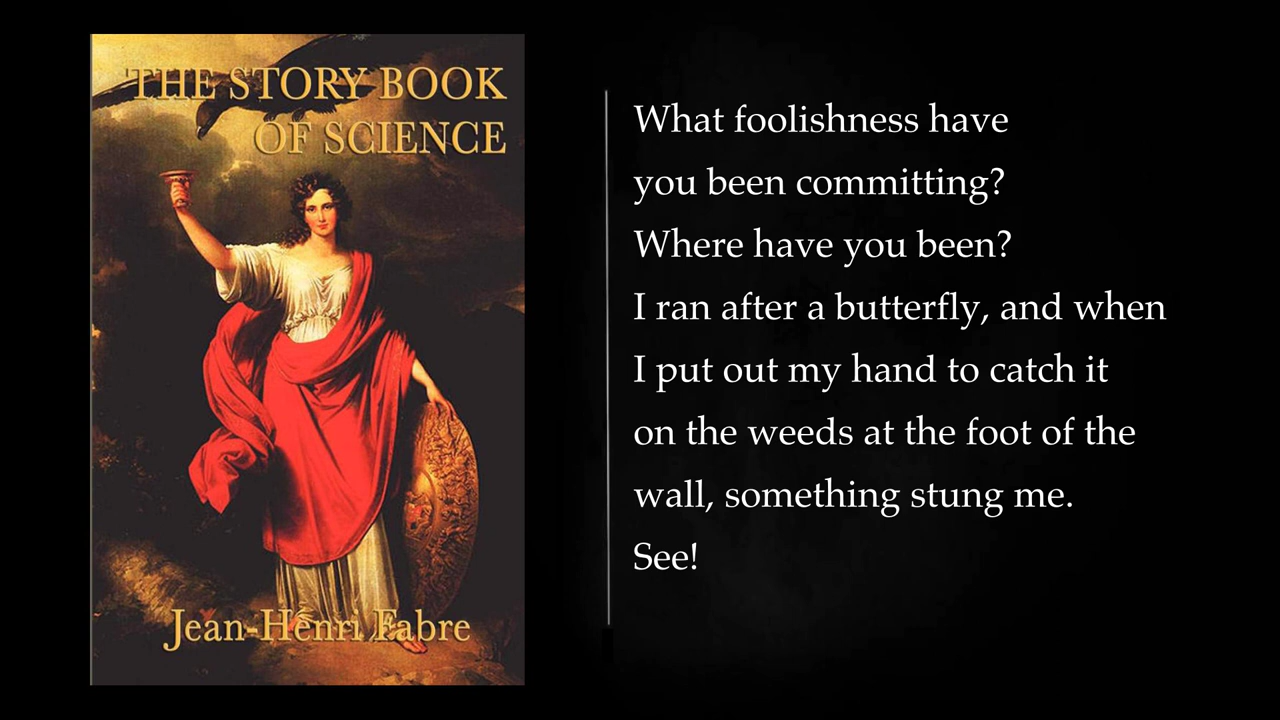 THE STORY BOOK
OF SCIENCE
Jean-Henri Fabre
What foolishness have
you been committing?
Where have you been?
I ran after a butterfly, and when
I put out my hand to catch it
on the weeds at the foot of the
wall, something stung me.
See!